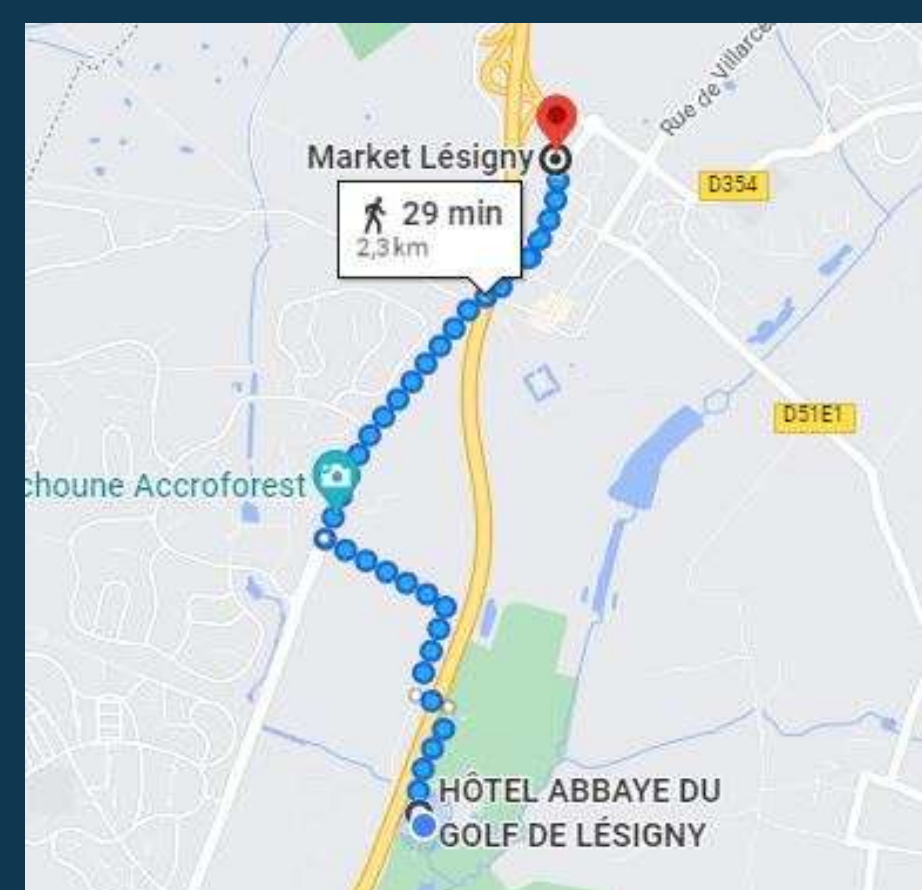 Rue de Villarce
Market Lésigny
D354
29 min
2,3 km
D51E1
choune Accroforest
HÔTEL ABBAYE DU
GOLF DE LÉSIGNY